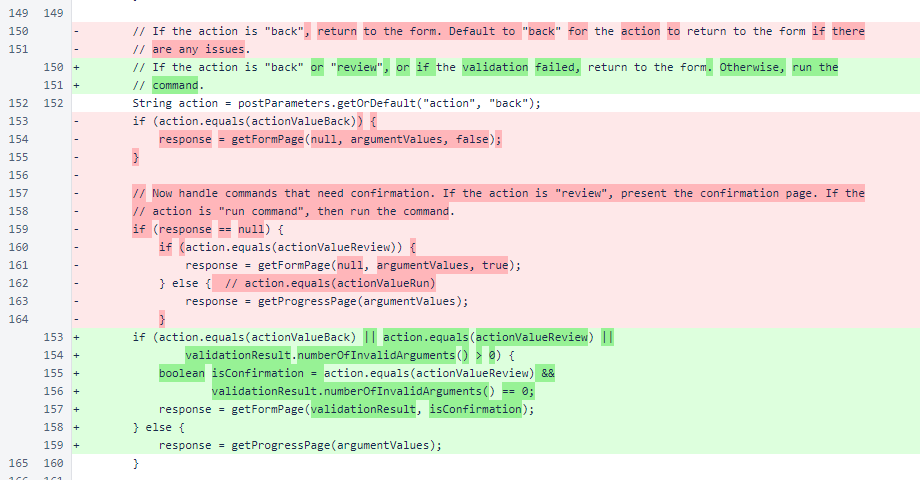 149 149
150 - // If the action is "back", return to the form. Default to "back" for the action to return to the form if there
151 - // are any issues.
150 + // If the action is "back" or "review", or if the validation failed, return to the form. Otherwise, run the
151 + // command.
152 152 String action = postParameters.getOrDefault("action", "back");
153 - if (action.equals(actionValueBack)) {
154 - response = getFormPage(null, argumentValues, false);
155 - }
156 -
157 - // Now handle commands that need confirmation. If the action is "review", present the confirmation page. If the
158 - // action is "run command", then run the command.
159 - if (response == null) {
160 - if (action.equals(actionValueReview)) {
161 - response = getFormPage(null, argumentValues, true);
162 - } else { // action.equals(actionValueRun)
163 - response = getProgressPage(argumentValues);
164 - }
153 + if (action.equals(actionValueBack) || action.equals(actionValueReview) ||
154 + validationResult.numberOfInvalidArguments() > 0) {
155 + boolean isConfirmation = action.equals(actionValueReview) &&
156 + validationResult.numberOfInvalidArguments() == 0;
157 + response = getFormPage(validationResult, isConfirmation);
158 + } else {
159 + response = getProgressPage(argumentValues);
165 160 }